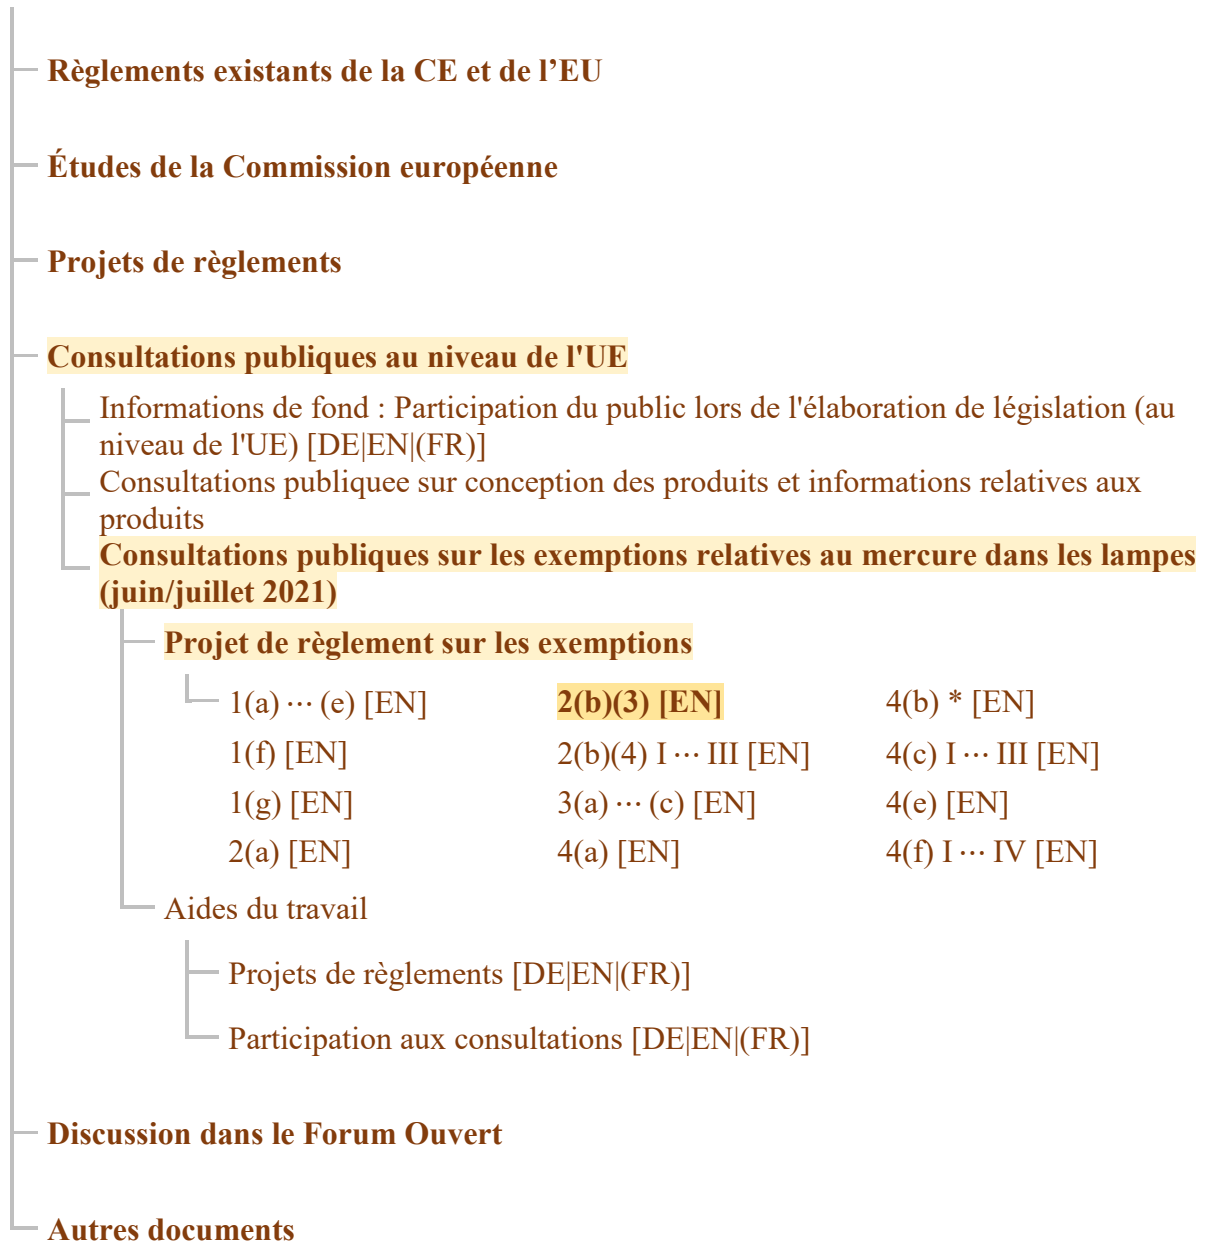 Règlements existants de la CE et de l’EU
Études de la Commission européenne
Projets de règlements
Consultations publiques au niveau de l'UE
Informations de fond : Participation du public lors de l'élaboration de législation (au
niveau de l'UE) [DE|EN|(FR)]
Consultations publiquee sur conception des produits et informations relatives aux
produits
Consultations publiques sur les exemptions relatives au mercure dans les lampes
(juin/juillet 2021)
Projet de règlement sur les exemptions
1(a) ··· (e) [EN] 2(b)(3) [EN] 4(b) * [EN]
1(f) [EN] 2(b)(4) I ··· III [EN] 4(c) I ··· III [EN]
1(g) [EN] 3(a) ··· (c) [EN] 4(e) [EN]
2(a) [EN] 4(a) [EN] 4(f) I ··· IV [EN]
Aides du travail
Projets de règlements [DE|EN|(FR)]
Participation aux consultations [DE|EN|(FR)]
Discussion dans le Forum Ouvert
Autres documents